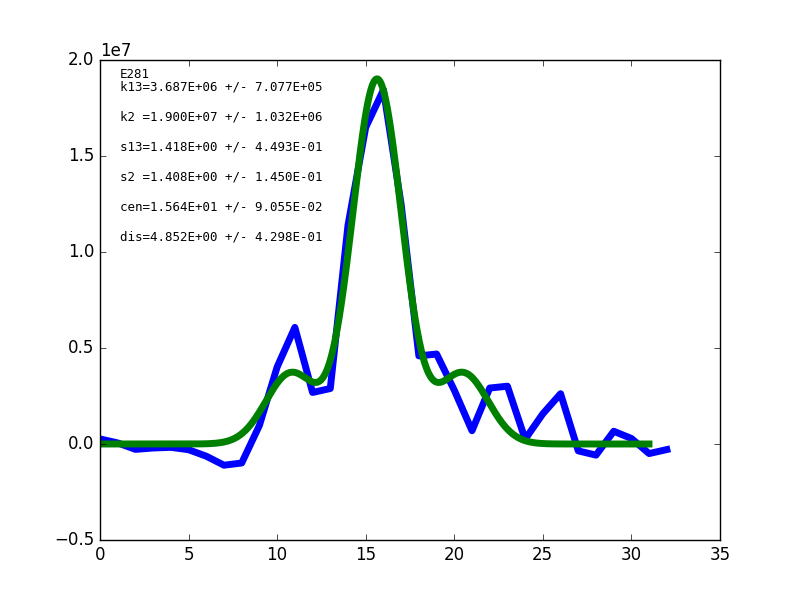 1e7
2.0
E281
k13=3.687E+06 +/- 7.077E+05
k2 =1.900E+07 +/- 1.032E+06
1.5
s13=1.418E+00 +/- 4.493E-01
s2 =1.408E+00 +/- 1.450E-01
cen=1.564E+01 +/- 9.055E-02
dis=4.852E+00 +/- 4.298E-01
1.0
0.5
0.0
−0.5
0 5 10 15 20 25 30 35